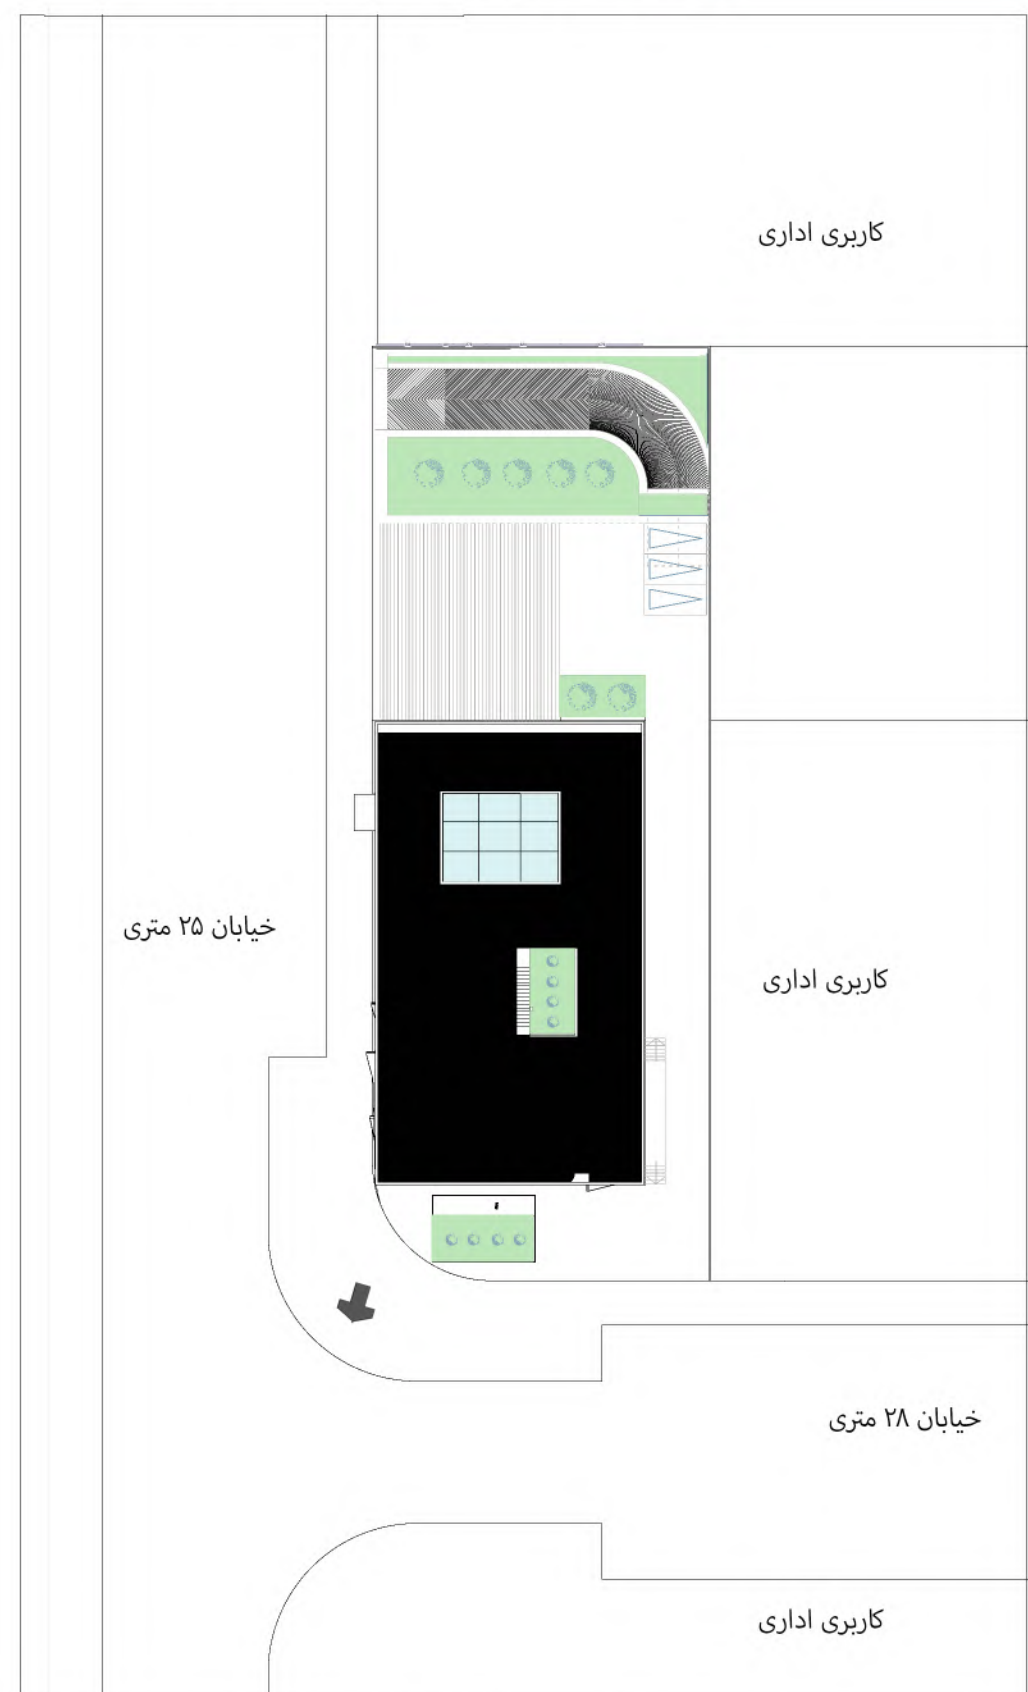 کاربری اداری
خیابان ۲۵ متری
کاربری اداری
خیابان ۲۸ متری
کاربری اداری